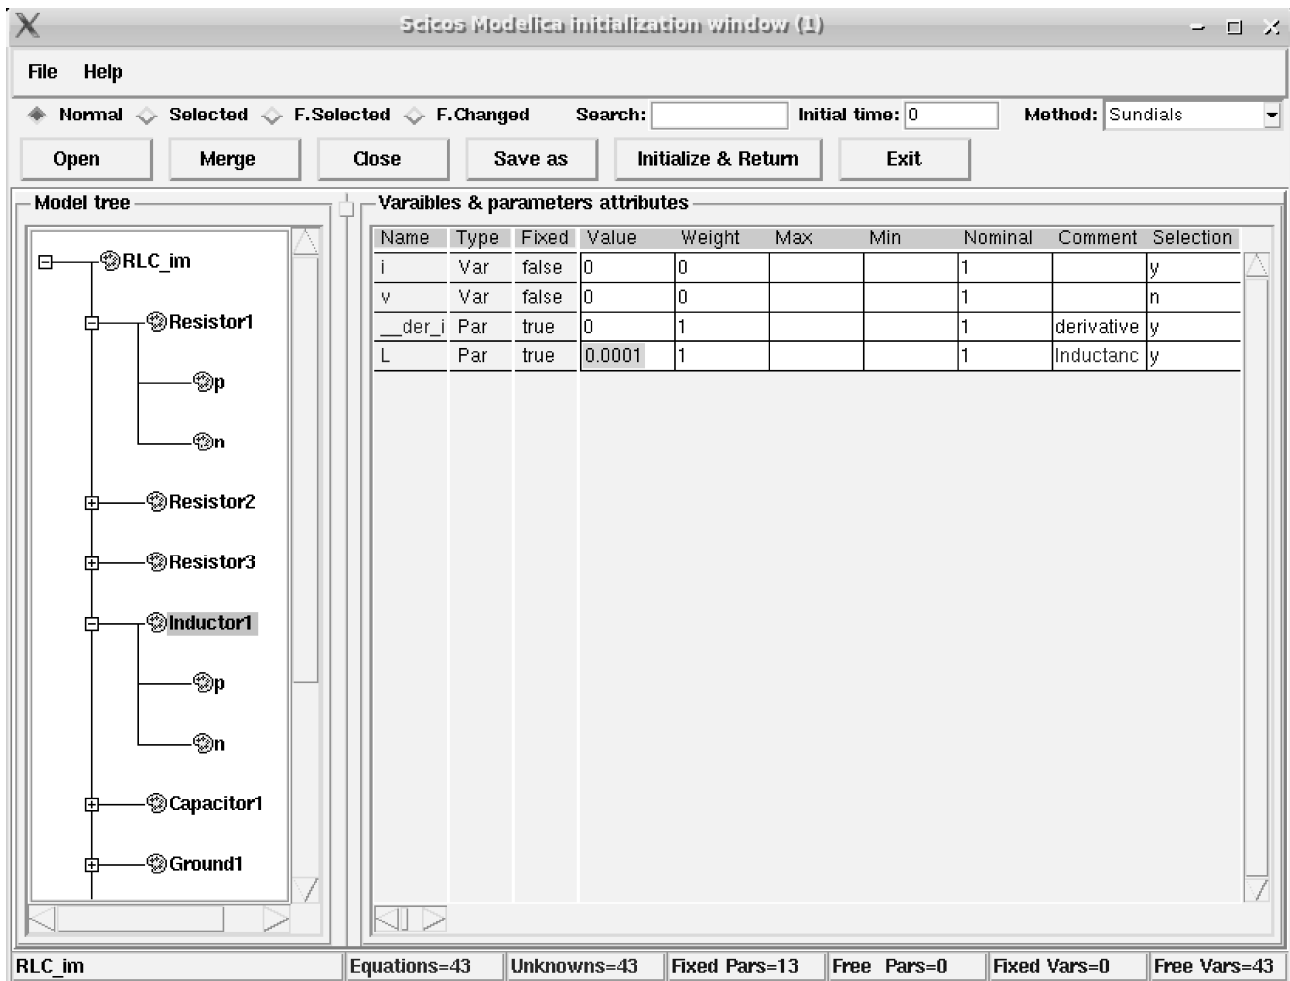 Scicos Modelica initialization window (1)
File Help
Normal Selected F.Selected F.Changed Search: Initial time: 0 Method: Sundials
Open Merge Close Save as Initialize & Return Exit
Model tree
RLC_im
Resistor1
p
n
Resistor2
Resistor3
Inductor1
p
n
Capacitor1
Ground1
Varaibles & parameters attributes
Name Type Fixed Value Weight Max Min Nominal Comment Selection
i Var false 0 0 1 y
v Var false 0 0 1 n
__der_i Par true 0 1 1 derivative y
L Par true 0.0001 1 1 Inductanc y
RLC_im Equations=43 Unknowns=43 Fixed Pars=13 Free Pars=0 Fixed Vars=0 Free Vars=43